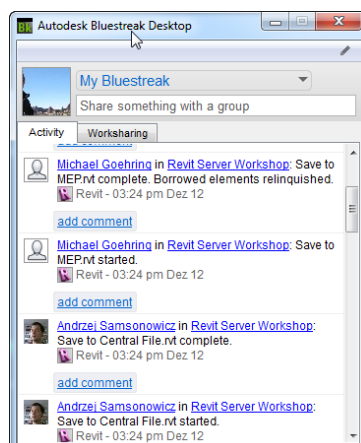 BK Autodesk Bluestreak Desktop
My Bluestreak
Share something with a group
Activity Worksharing
add comment
Michael Goehring in Revit Server Workshop: Save to
MEP.rvt complete. Borrowed elements relinquished.
Revit - 03:24 pm Dez 12
add comment
Michael Goehring in Revit Server Workshop: Save to
MEP.rvt started.
Revit - 03:24 pm Dez 12
add comment
Andrzej Samsonowicz in Revit Server Workshop:
Save to Central File.rvt complete.
Revit - 03:24 pm Dez 12
add comment
Andrzej Samsonowicz in Revit Server Workshop:
Save to Central File.rvt started.
Revit - 03:24 pm Dez 12